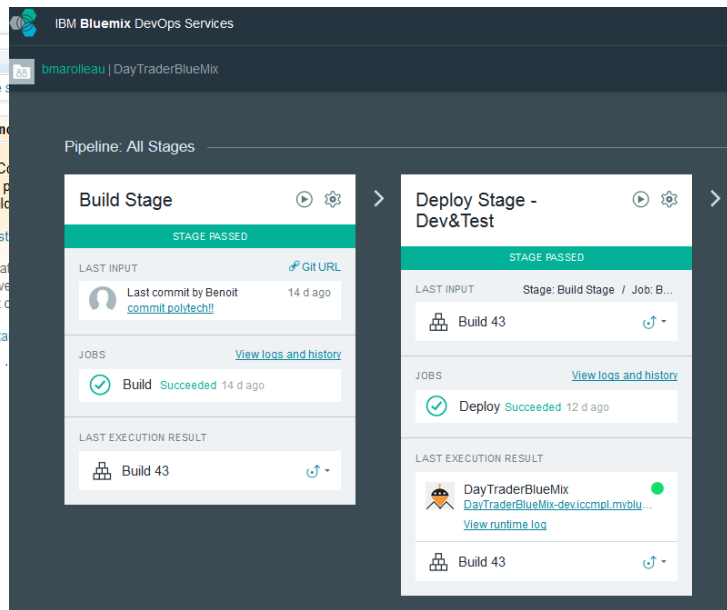 IBM Bluemix DevOps Services
bmarolleau | DayTraderBlueMix
Pipeline: All Stages
Build Stage
STAGE PASSED
LAST INPUT
Git URL
Last commit by Benoit
14 d ago
commit polytech!!
JOBS
View logs and history
Build Succeeded 14 d ago
LAST EXECUTION RESULT
Build 43
Deploy Stage -
Dev&Test
STAGE PASSED
LAST INPUT
Stage: Build Stage / Job: B...
Build 43
JOBS
View logs and history
Deploy Succeeded 12 d ago
LAST EXECUTION RESULT
DayTraderBlueMix
DayTraderBlueMix-dev.iccmpl.myblu...
View runtime log
Build 43